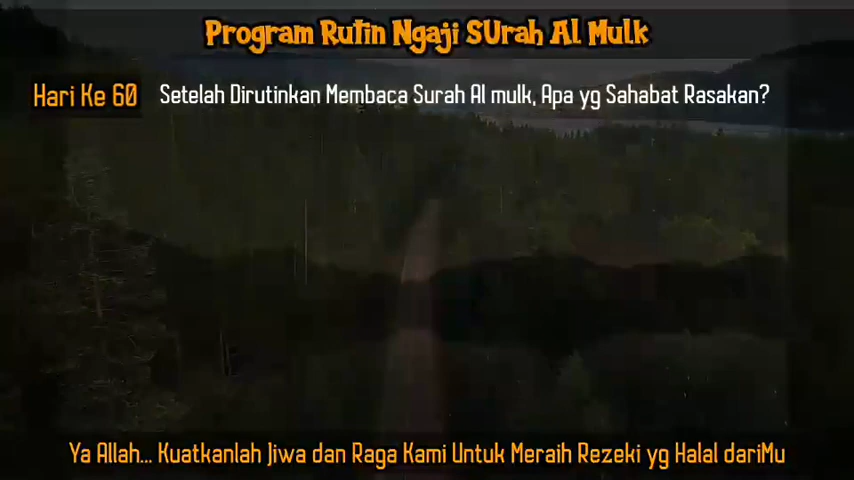 Program Rutin Ngaji SUrah Al Mulk
Hari Ke 60
Setelah Dirutinkan Membaca Surah Al mulk, Apa yg Sahabat Rasakan?
Ya Allah... Kuatkanlah Jiwa dan Raga Kami Untuk Meraih Rezeki yg Halal dariMu